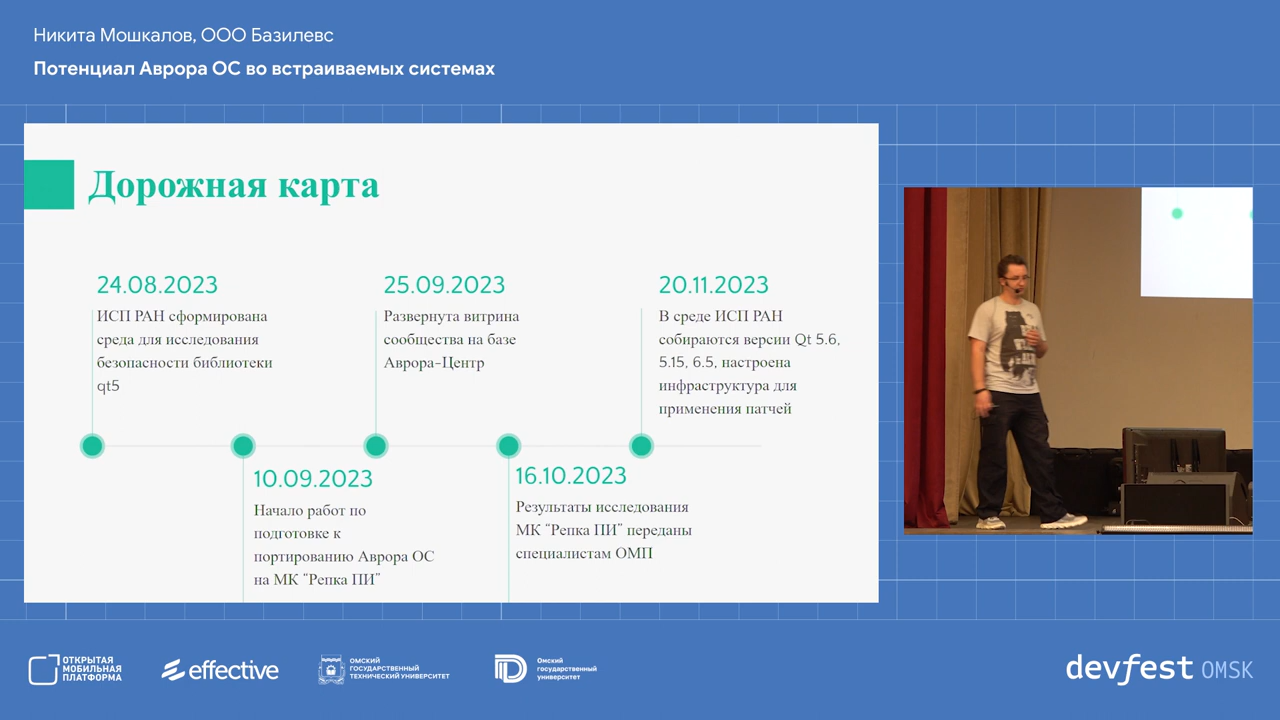 Никита Мошкалов, ООО Базилевс
Потенциал Аврора ОС во встраиваемых системах
Дорожная карта
24.08.2023
ИСП РАН сформирована
среда для исследования
безопасности библиотеки
qt5
25.09.2023
Развернута витрина
сообщества на базе
Аврора-Центр
20.11.2023
В среде ИСП РАН
собираются версии Qt 5.6,
5.15, 6.5, настроена
инфраструктура для
применения патчей
10.09.2023
Начало работ по
подготовке к
портированию Аврора ОС
на МК “Репка ПИ”
16.10.2023
Результаты исследования
МК “Репка ПИ” переданы
специалистам ОМП
ОТКРЫТАЯ
МОБИЛЬНАЯ
ПЛАТФОРМА
effective
ОМСКИЙ
ГОСУДАРСТВЕННЫЙ
ТЕХНИЧЕСКИЙ УНИВЕРСИТЕТ
Омский
государственный
университет
devfest OMSK